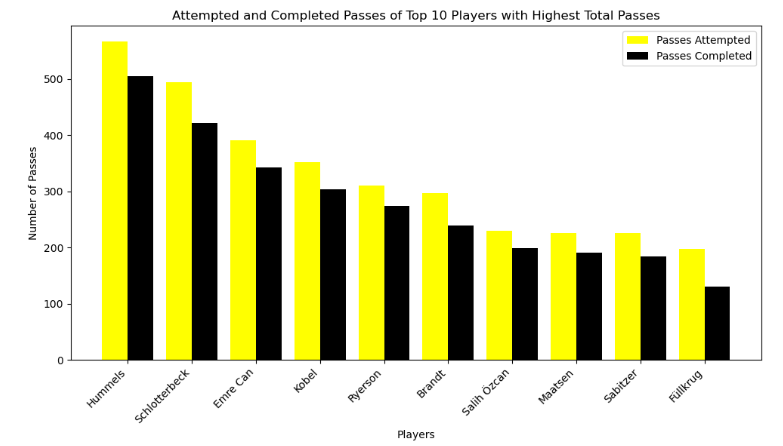 Attempted and Completed Passes of Top 10 Players with Highest Total Passes
Passes Attempted
Passes Completed
Number of Passes
500
400
300
200
100
0
Hummels
Schlotterbeck
Emre Can
Kobel
Ryerson
Brandt
Salih Özcan
Maatsen
Sabitzer
Füllkrug
Players